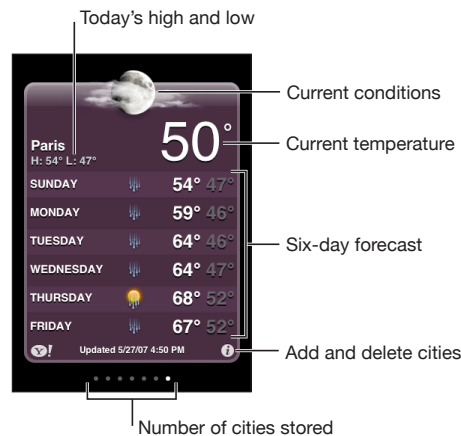 Today's high and low
Current conditions
50°
Current temperature
Paris
H: 54° L: 47°
SUNDAY 54° 47°
MONDAY 59° 46°
TUESDAY 64° 46°
Six-day forecast
WEDNESDAY 64° 47°
THURSDAY 68° 52°
FRIDAY 67° 52°
Y! Updated 5/27/07 4:50 PM i
Add and delete cities
Number of cities stored